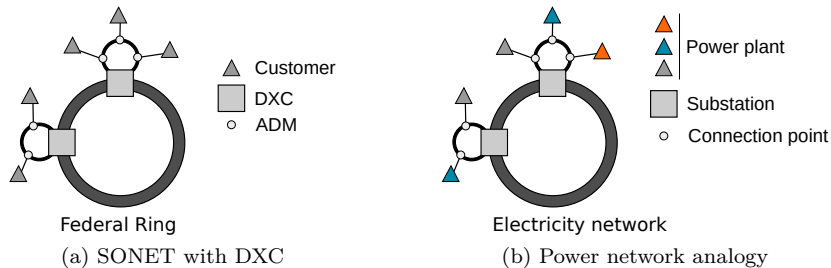 Customer
DXC
ADM
Federal Ring
(a) SONET with DXC
Power plant
Substation
Connection point
Electricity network
(b) Power network analogy